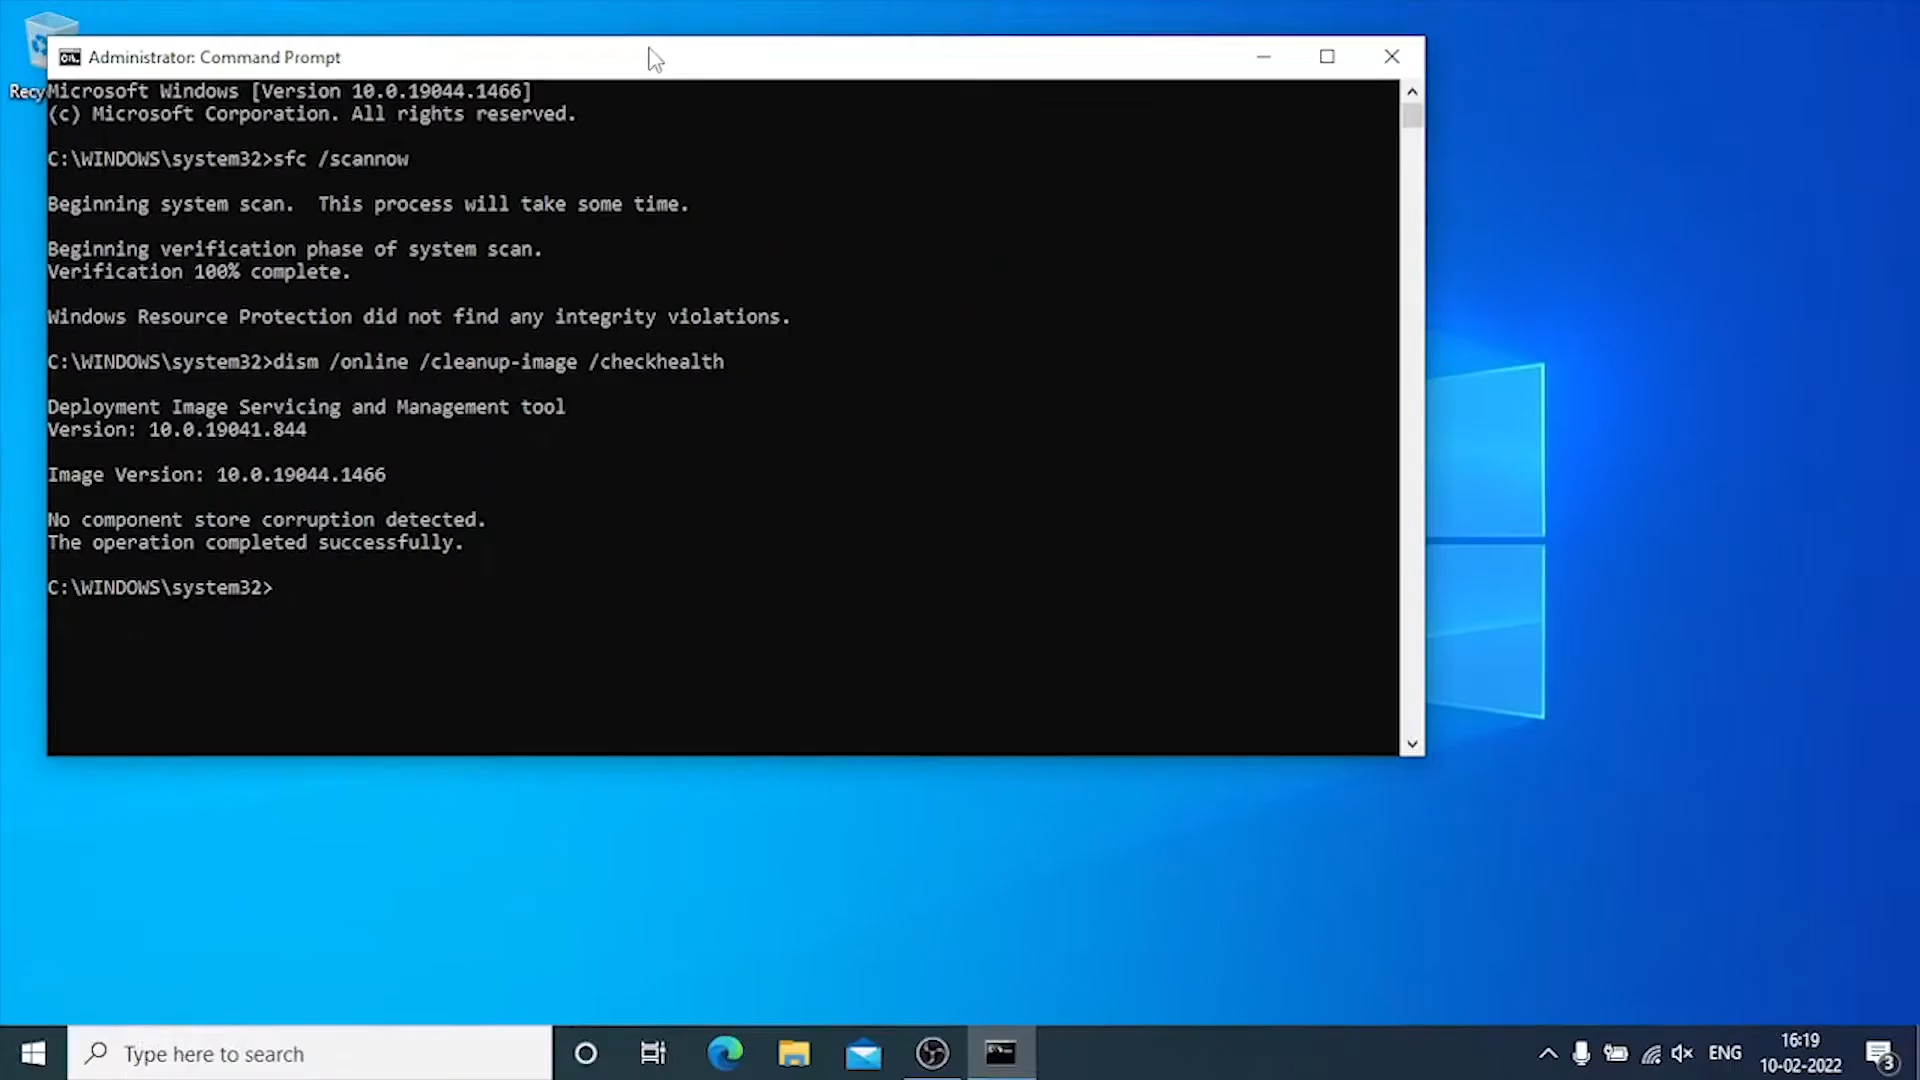 Recy
Administrator: Command Prompt
Microsoft Windows [Version 10.0.19044.1466]
(c) Microsoft Corporation. All rights reserved.
C:\WINDOWS\system32>sfc /scannow
Beginning system scan.  This process will take some time.
Beginning verification phase of system scan.
Verification 100% complete.
Windows Resource Protection did not find any integrity violations.
C:\WINDOWS\system32>dism /online /cleanup-image /checkhealth
Deployment Image Servicing and Management tool
Version: 10.0.19041.844
Image Version: 10.0.19044.1466
No component store corruption detected.
The operation completed successfully.
C:\WINDOWS\system32>
Type here to search
ENG
16:19
10-02-2022
3